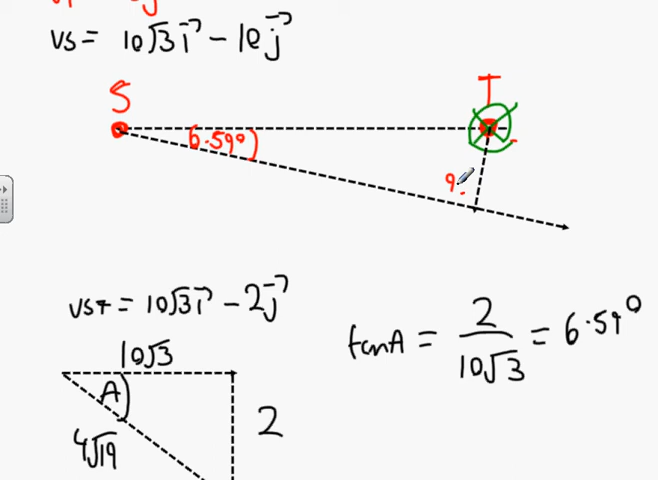 vs = 10√3 i⃗ - 10 j⃗
S
T
6.59°
9
vst = 10√3 i⃗ - 2 j⃗
10√3
A
2
4√19
tanA = 2/10√3 = 6.59°